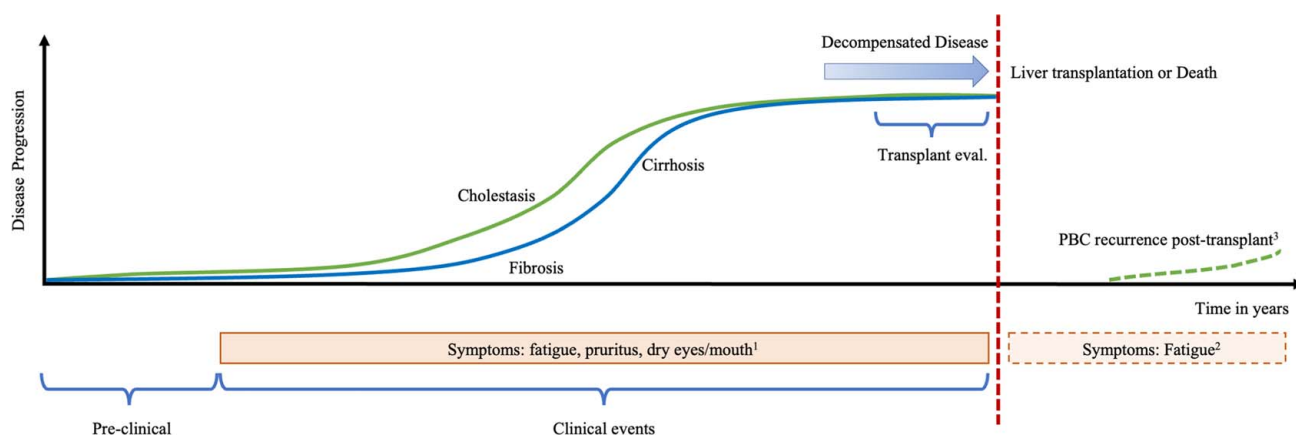 Decompensated Disease
Liver transplantation or Death
Disease Progression
Transplant eval.
Cirrhosis
Cholestasis
Fibrosis
PBC recurrence post-transplant³
Time in years
Symptoms: fatigue, pruritus, dry eyes/mouth¹
Symptoms: Fatigue²
Pre-clinical
Clinical events